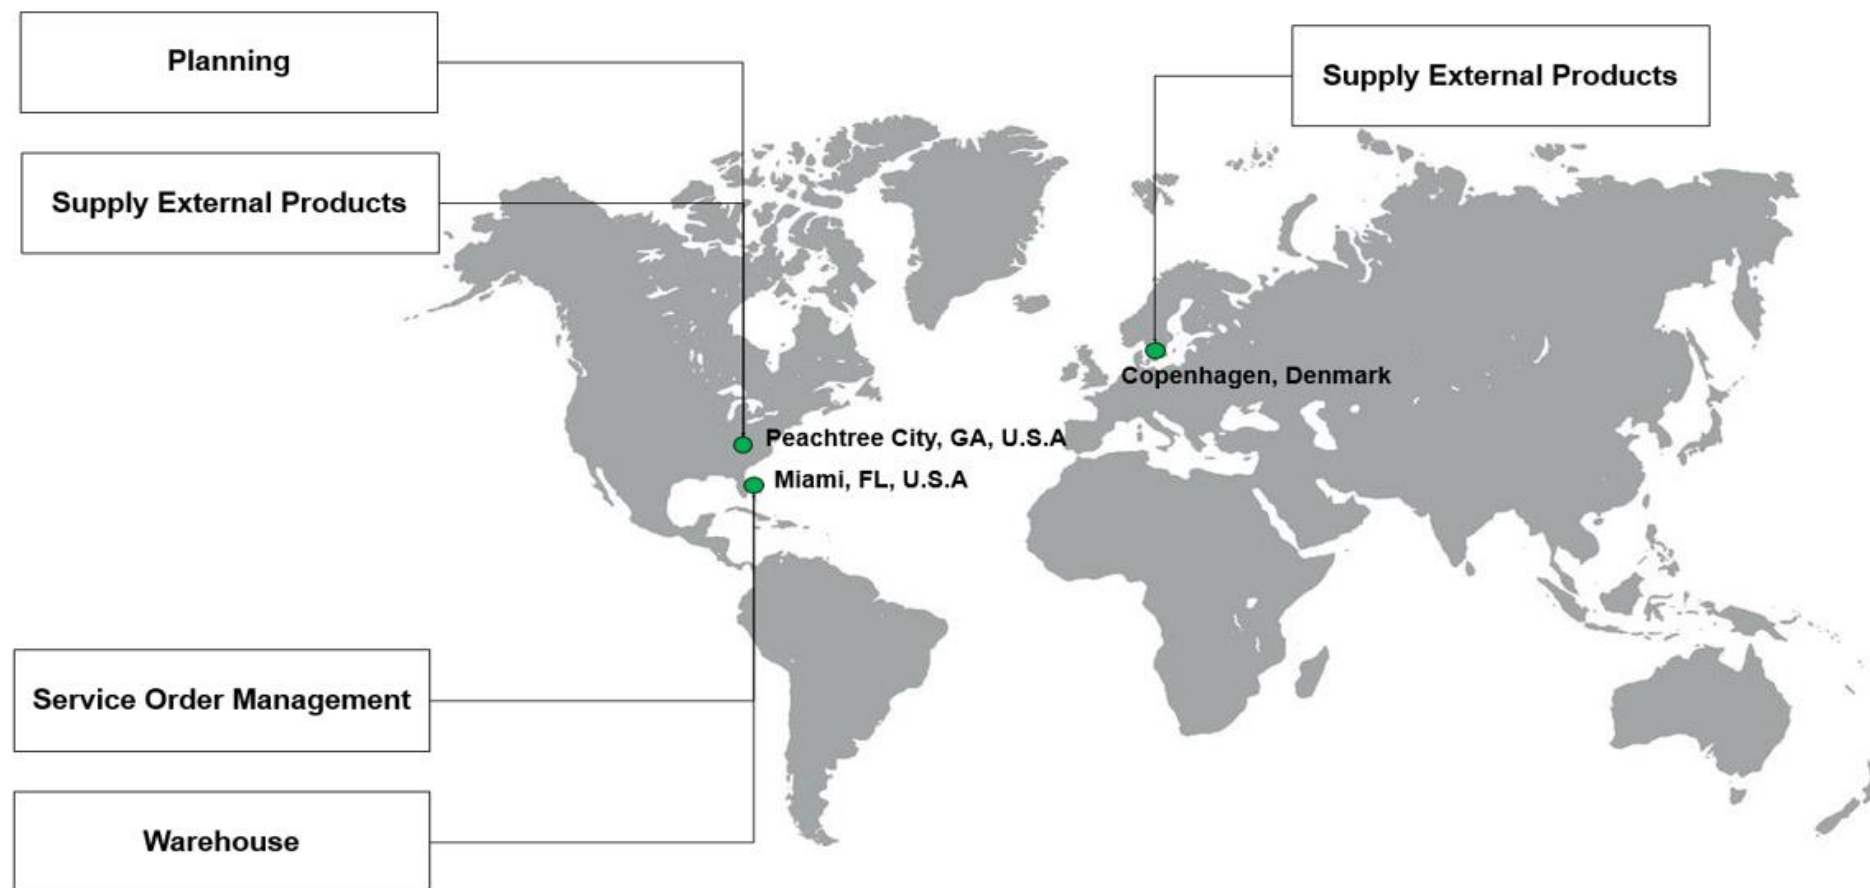 Planning
Supply External Products
Supply External Products
Copenhagen, Denmark
Peachtree City, GA, U.S.A
Miami, FL, U.S.A
Service Order Management
Warehouse